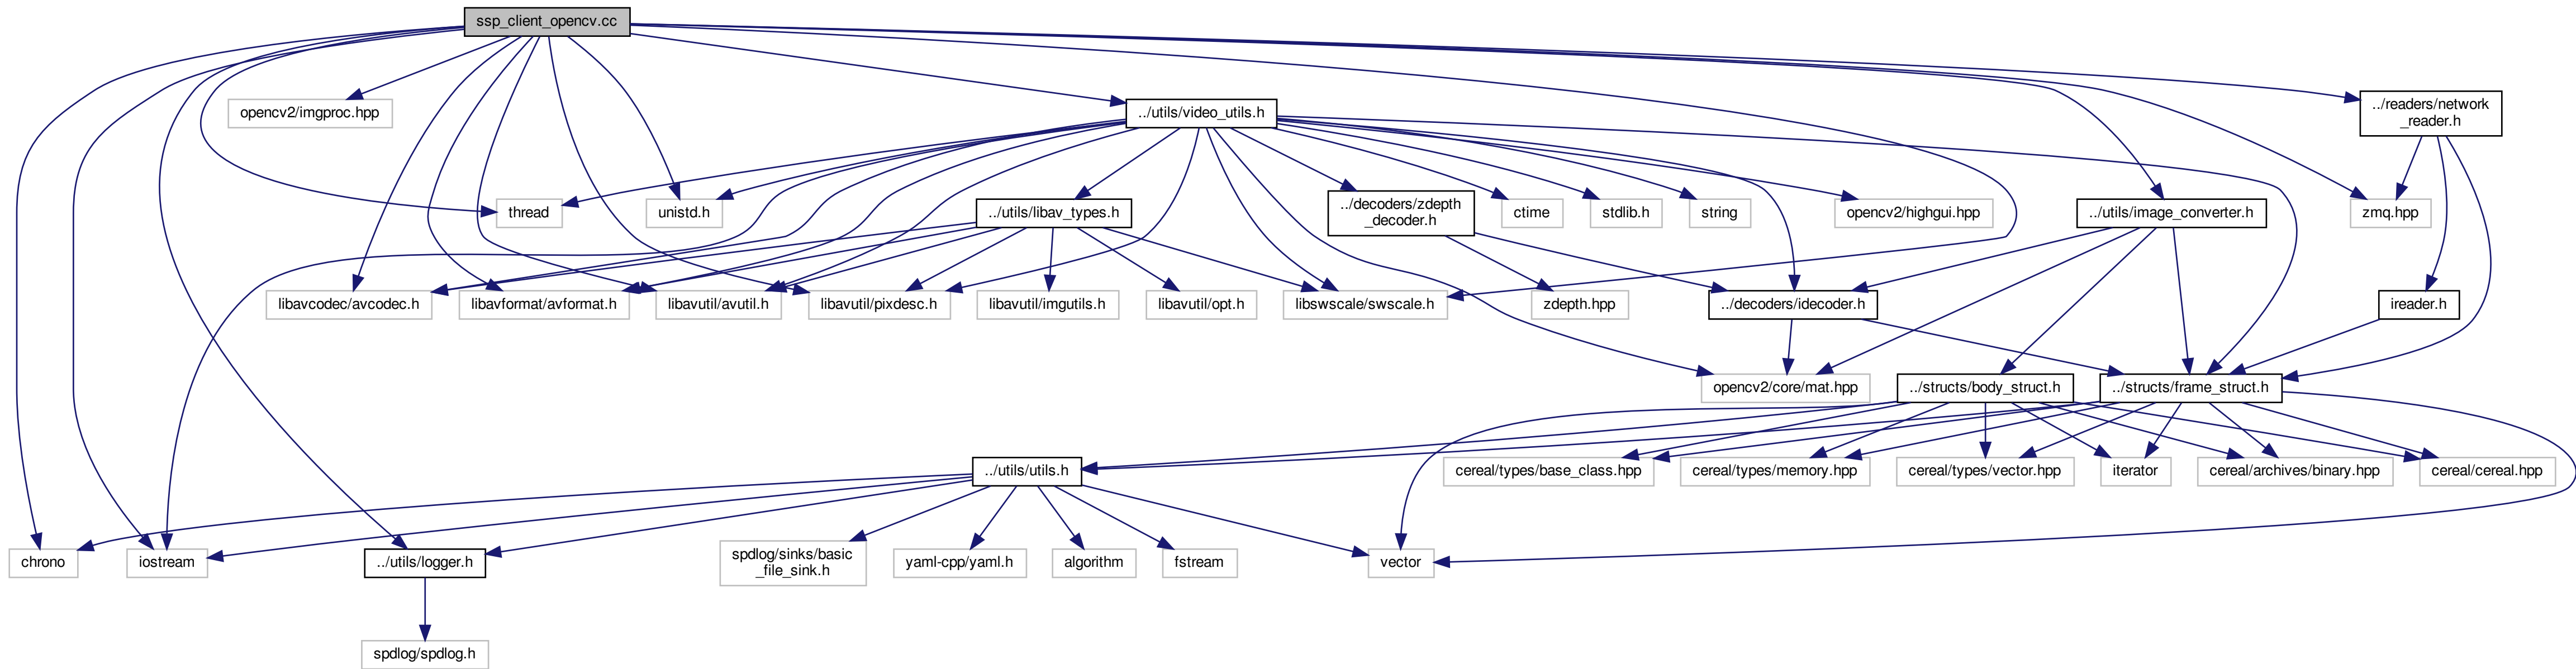 ssp_client_opencv.cc
opencv2/imgproc.hpp
../utils/video_utils.h
../readers/network
_reader.h
thread
unistd.h
../utils/libav_types.h
../decoders/zdepth
_decoder.h
ctime
stdlib.h
string
opencv2/highgui.hpp
../utils/image_converter.h
zmq.hpp
libavcodec/avcodec.h
libavformat/avformat.h
libavutil/avutil.h
libavutil/pixdesc.h
libavutil/imgutils.h
libavutil/opt.h
libswscale/swscale.h
zdepth.hpp
../decoders/idecoder.h
ireader.h
opencv2/core/mat.hpp
../structs/body_struct.h
../structs/frame_struct.h
../utils/utils.h
cereal/types/base_class.hpp
cereal/types/memory.hpp
cereal/types/vector.hpp
iterator
cereal/archives/binary.hpp
cereal/cereal.hpp
chrono
iostream
../utils/logger.h
spdlog/sinks/basic
_file_sink.h
yaml-cpp/yaml.h
algorithm
fstream
vector
spdlog/spdlog.h